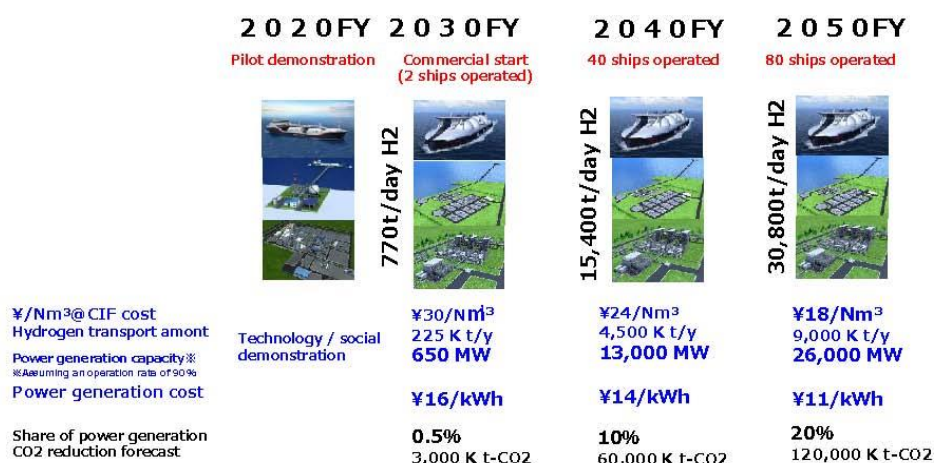 2020FY
2030FY
2040FY
2050FY
Pilot demonstration
Commercial start
(2 ships operated)
40 ships operated
80 ships operated
770t/day H2
15,400t/day H2
30,800t/day H2
¥/Nm³@CIF cost
¥30/Nm³
¥24/Nm³
¥18/Nm³
Hydrogen transport amont
225 K t/y
4,500 K t/y
9,000 K t/y
Technology / social
demonstration
Power generation capacity※
650 MW
13,000 MW
26,000 MW
※Assuming an operation rate of 90%
Power generation cost
¥16/kWh
¥14/kWh
¥11/kWh
Share of power generation
0.5%
10%
20%
CO2 reduction forecast
3,000 K t-CO2
60,000 K t-CO2
120,000 K t-CO2